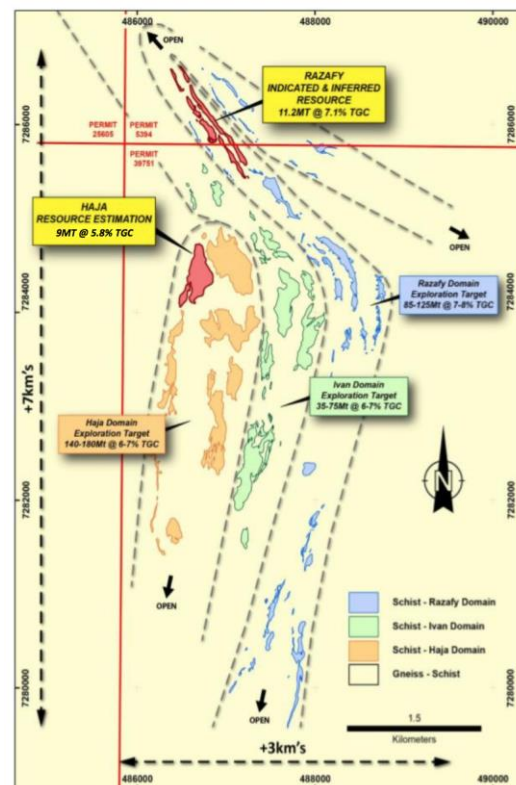 486000
488000
490000
OPEN
RAZAFY
INDICATED & INFERRED
RESOURCE
11.2MT @ 7.1% TGC
7286000
7286000
PERMIT
25605
PERMIT
5394
PERMIT
39751
HAJA
RESOURCE ESTIMATION
9MT @ 5.8% TGC
OPEN
7284000
7284000
Razafy Domain
Exploration Target
85-125Mt @ 7-8% TGC
+7km's
Ivan Domain
Exploration Target
35-75Mt @ 6-7% TGC
Haja Domain
Exploration Target
140-180Mt @ 6-7% TGC
N
7282000
7282000
OPEN
Schist - Razafy Domain
Schist - Ivan Domain
Schist - Haja Domain
Gneiss - Schist
7280000
7280000
OPEN
1.5
Kilometers
+3km's
486000
488000
490000